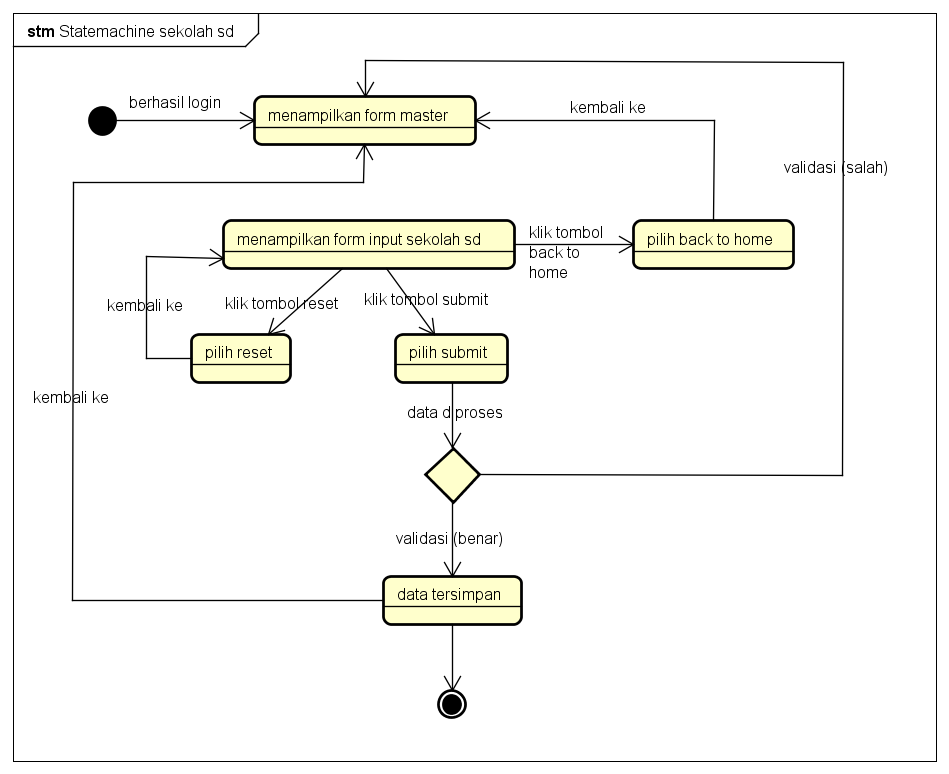 stm Statemachine sekolah sd
berhasil login
menampilkan form master
kembali ke
validasi (salah)
menampilkan form input sekolah sd
klik tombol
back to
home
pilih back to home
kembali ke
klik tombol reset
klik tombol submit
pilih reset
pilih submit
kembali ke
data diproses
validasi (benar)
data tersimpan